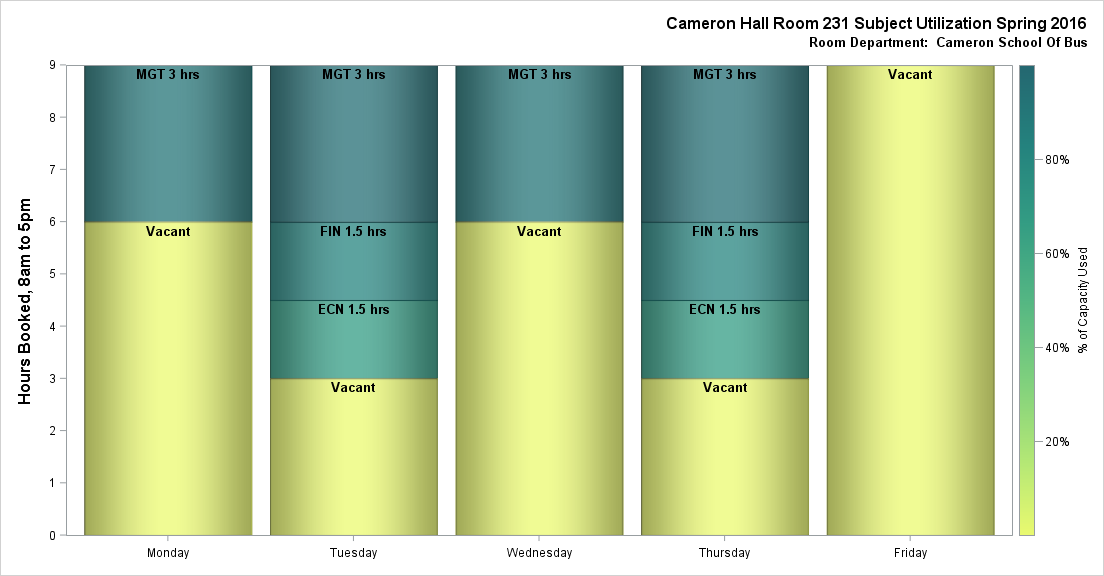 Cameron Hall Room 231 Subject Utilization Spring 2016
Room Department:  Cameron School Of Bus
Hours Booked, 8am to 5pm
9
8
7
6
5
4
3
2
1
0
MGT 3 hrs
Vacant
MGT 3 hrs
FIN 1.5 hrs
ECN 1.5 hrs
Vacant
MGT 3 hrs
Vacant
MGT 3 hrs
FIN 1.5 hrs
ECN 1.5 hrs
Vacant
Vacant
Monday
Tuesday
Wednesday
Thursday
Friday
80%
60%
40%
20%
% of Capacity Used